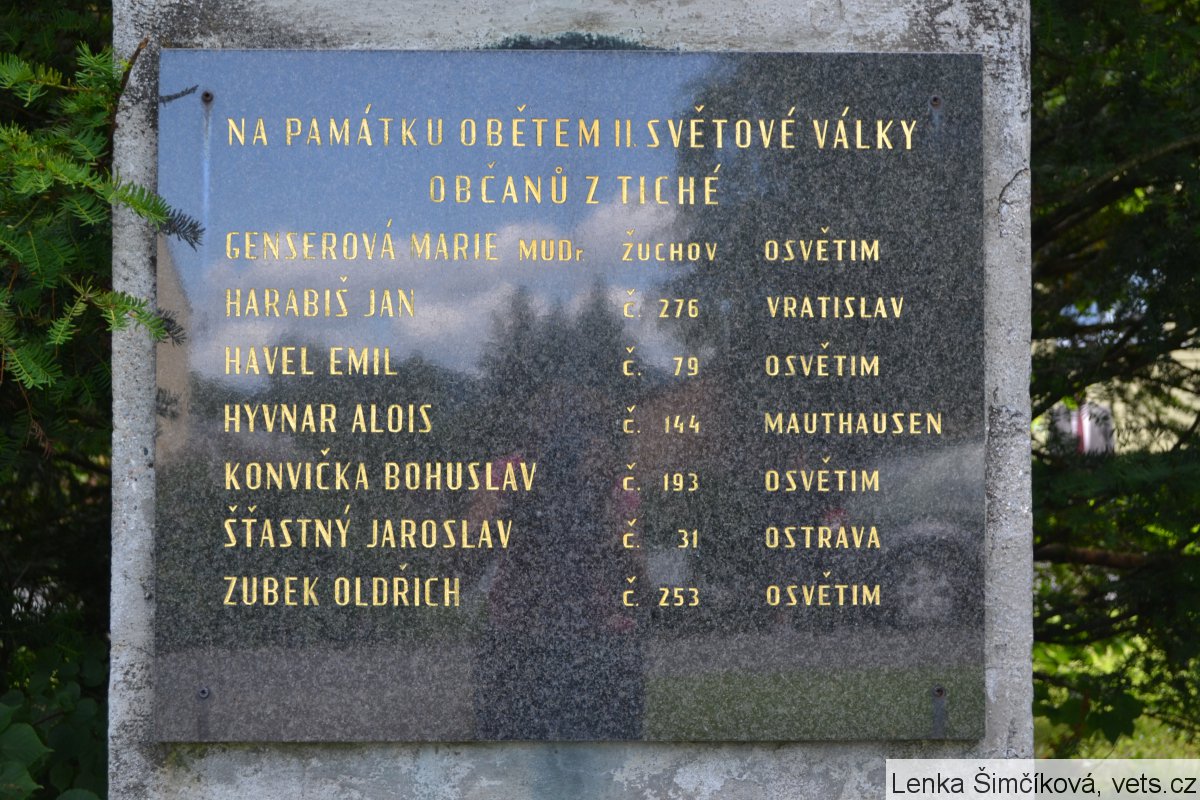 NA PAMÁTKU OBĚTEM II. SVĚTOVÉ VÁLKY
OBČANŮ Z TICHÉ
GENSEROVÁ MARIE MUDr. ŽUCHOV OSVĚTIM
HARABIŠ JAN Č. 276 VRATISLAV
HAVEL EMIL Č. 79 OSVĚTIM
HYVNAR ALOIS Č. 144 MAUTHAUSEN
KONVIČKA BOHUSLAV Č. 193 OSVĚTIM
ŠŤASTNÝ JAROSLAV Č. 31 OSTRAVA
ZUBEK OLDŘICH Č. 253 OSVĚTIM
Lenka Šimčíková, vets.cz